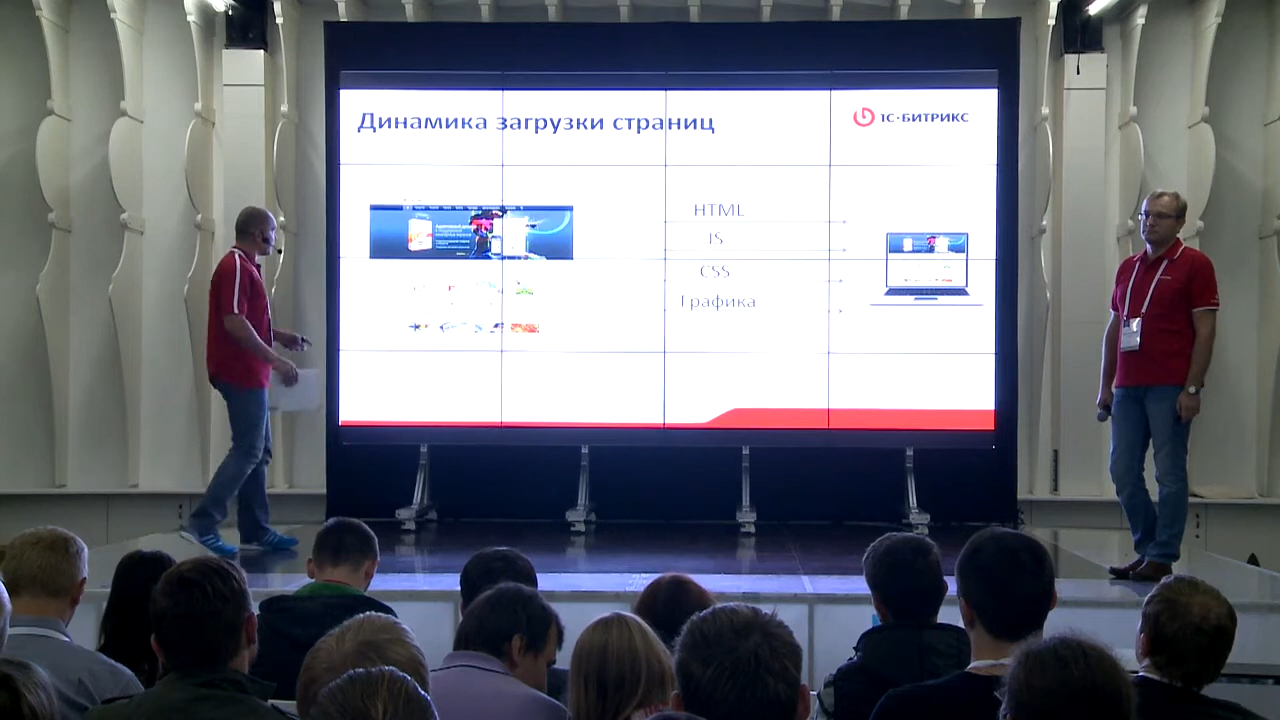 Динамика загрузки страниц
1С-БИТРИКС
HTML
JS
CSS
Графика